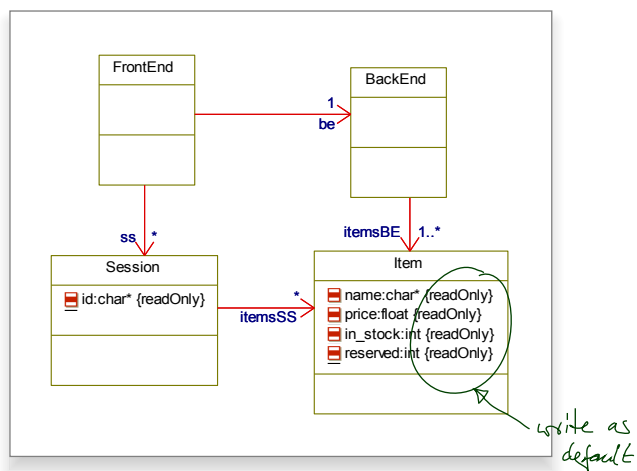 FrontEnd
BackEnd
1
be
ss *
itemsBE 1..*
Session
id:char* {readOnly}
*
itemsSS
Item
name:char* {readOnly}
price:float {readOnly}
in_stock:int {readOnly}
reserved:int {readOnly}
write as
default